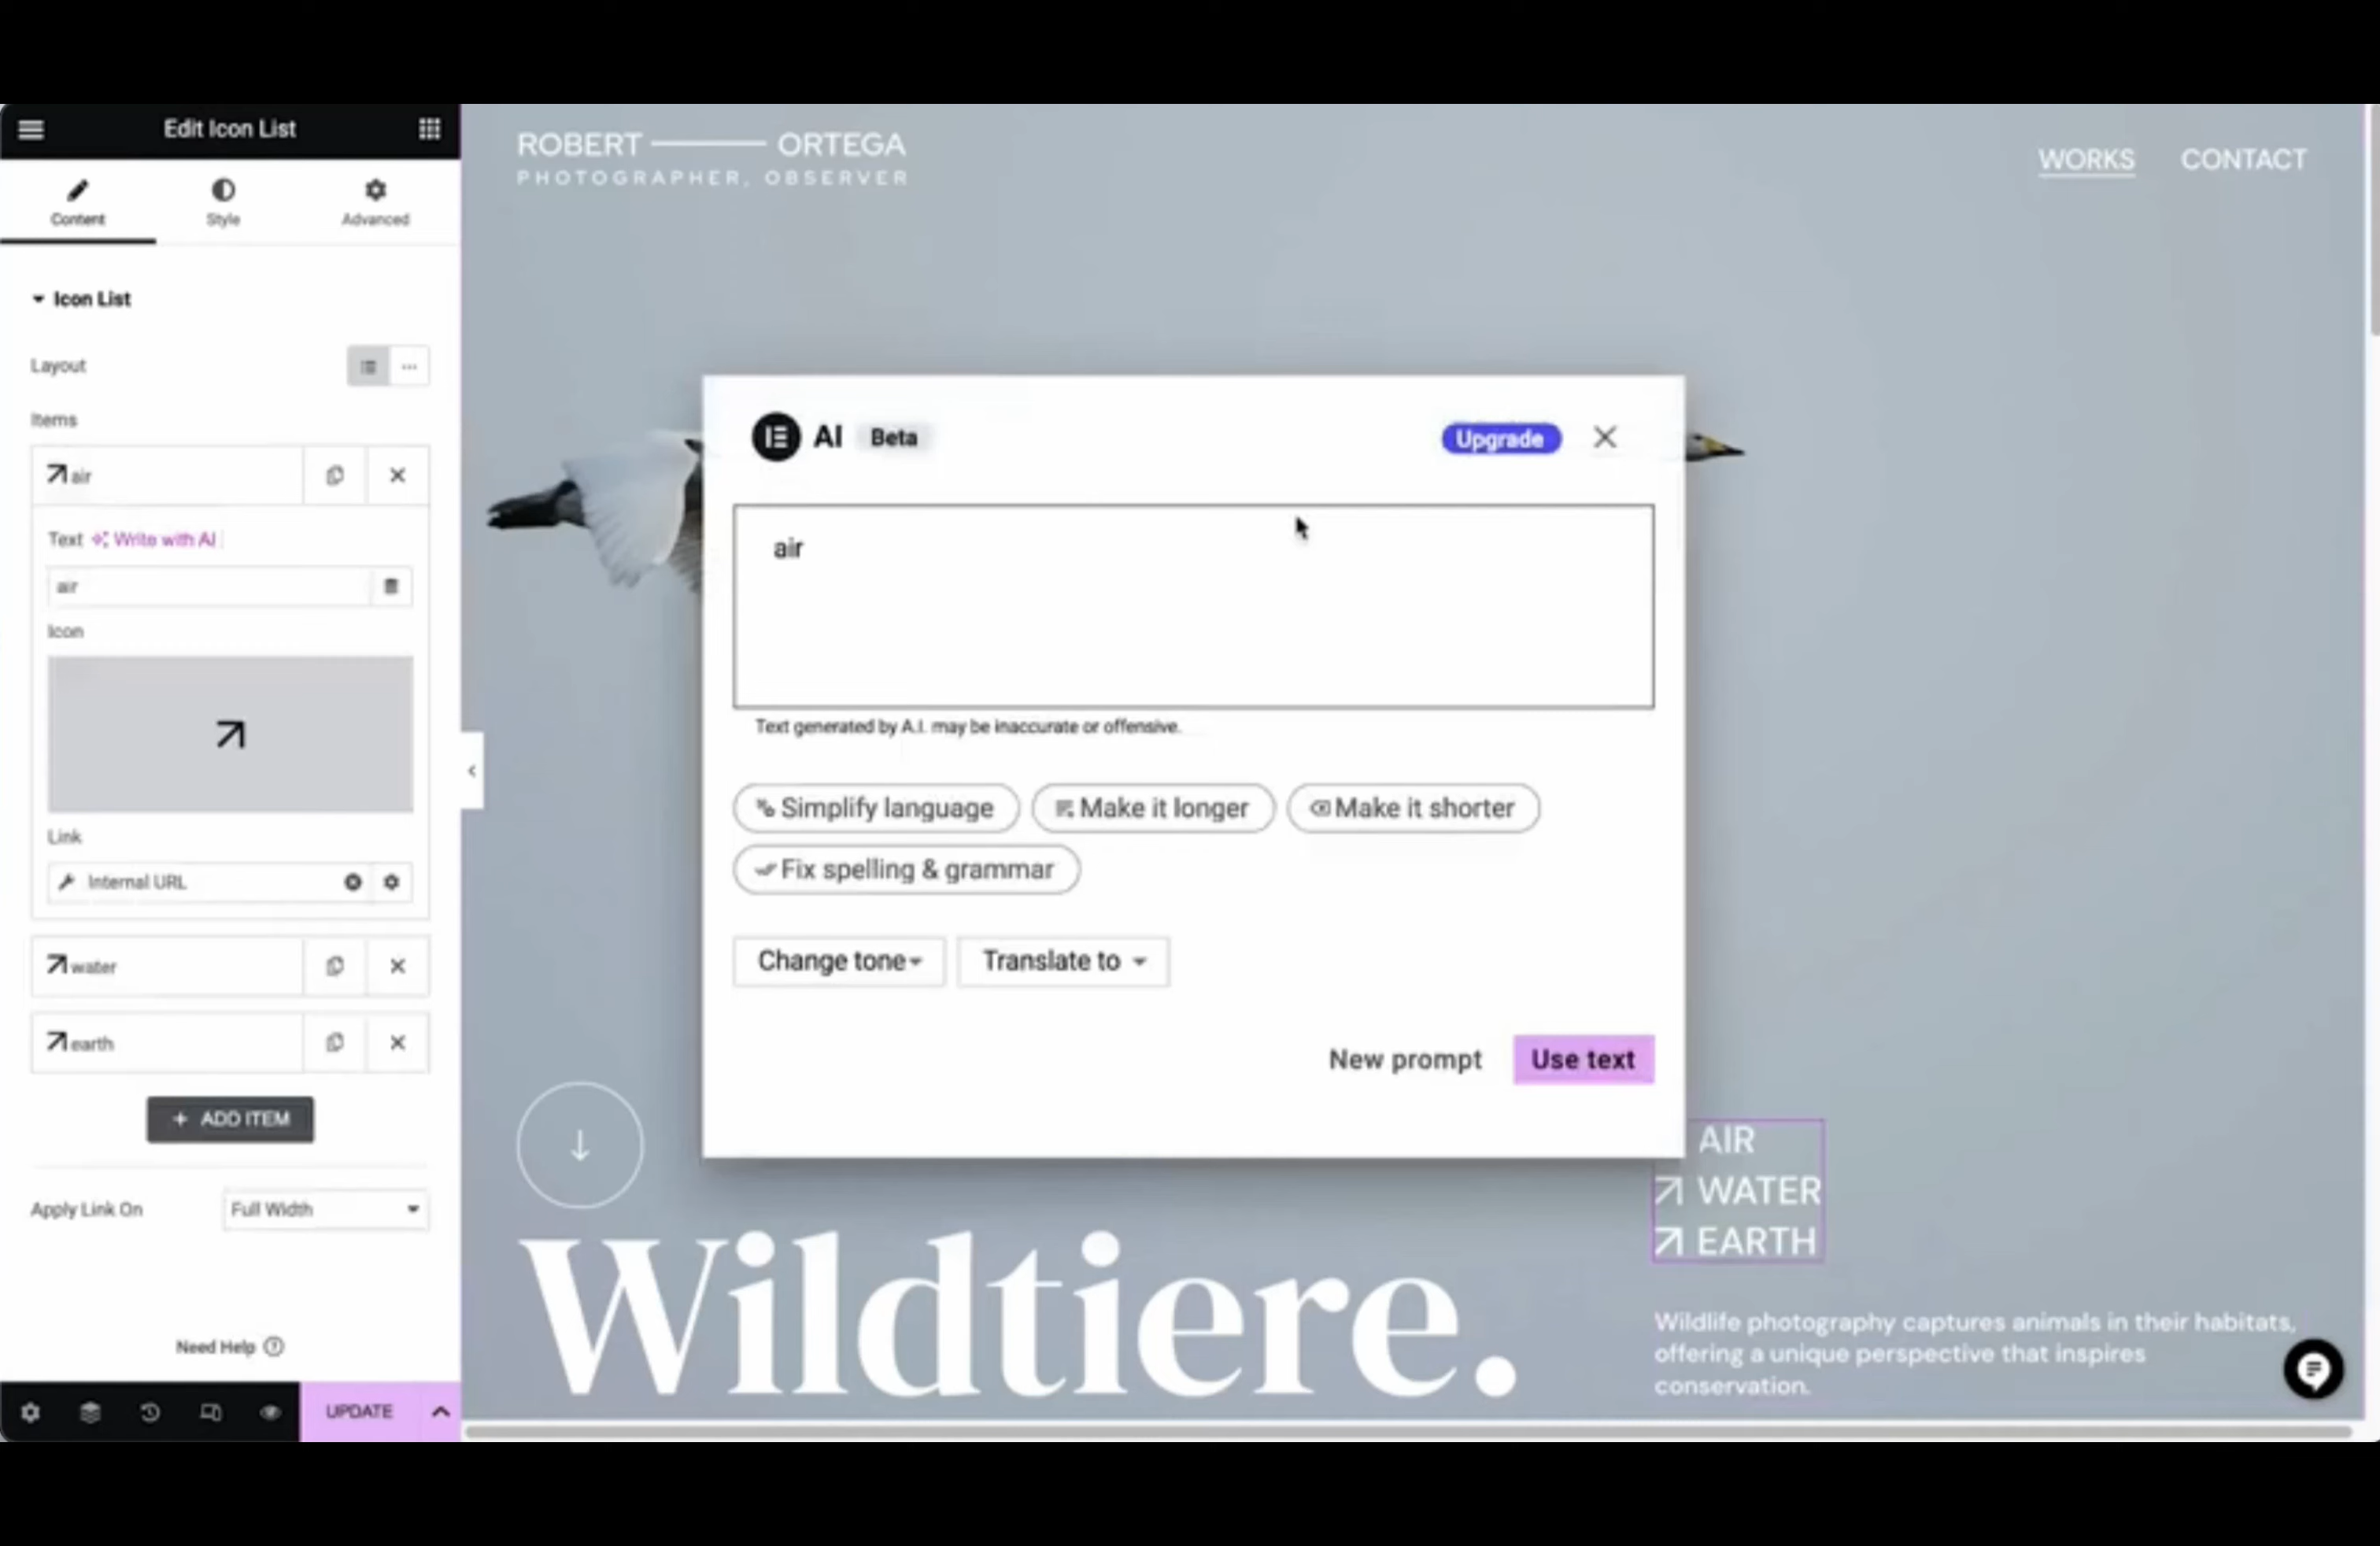 Edit Icon List
Content
Style
Advanced
Icon List
Layout
Items
air
Text Write with AI
air
Icon
Link
Internal URL
water
earth
+ ADD ITEM
Apply Link On
Full Width
Need Help ?
UPDATE
ROBERT ORTEGA
PHOTOGRAPHER, OBSERVER
WORKS
CONTACT
AI Beta
Upgrade
air
Text generated by A.I. may be inaccurate or offensive.
Simplify language
Make it longer
Make it shorter
Fix spelling & grammar
Change tone
Translate to
New prompt
Use text
AIR
WATER
EARTH
Wildtiere.
Wildlife photography captures animals in their habitats,
offering a unique perspective that inspires
conservation.